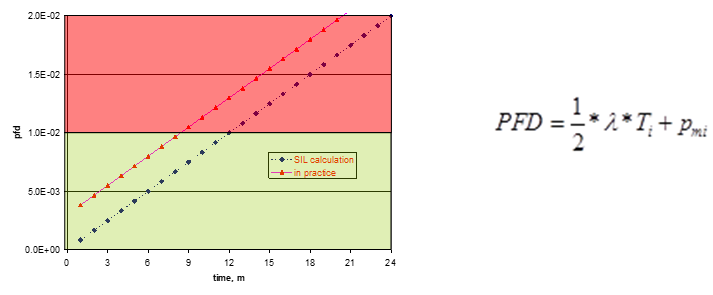 2.0E-02
1.5E-02
1.0E-02
5.0E-03
0.0E+00
pfd
SIL calculation
in practice
0 3 6 9 12 15 18 21 24
time, m
PFD = 1/2 * λ * T_i + p_mi